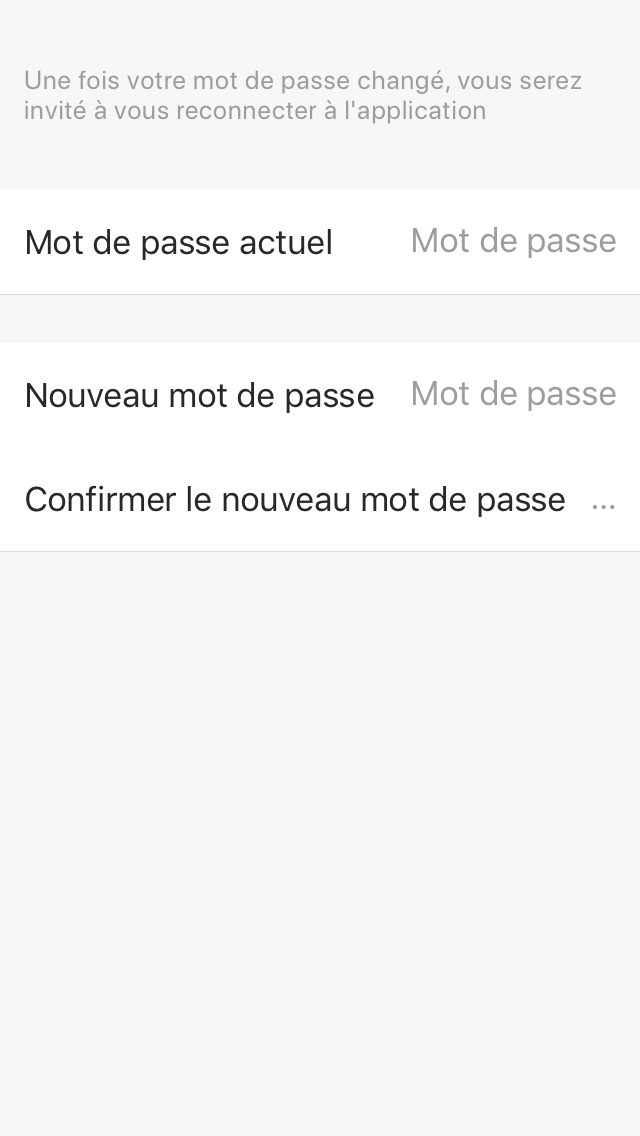 Une fois votre mot de passe changé, vous serez
invité à vous reconnecter à l'application
Mot de passe actuel Mot de passe
Nouveau mot de passe Mot de passe
Confirmer le nouveau mot de passe ...